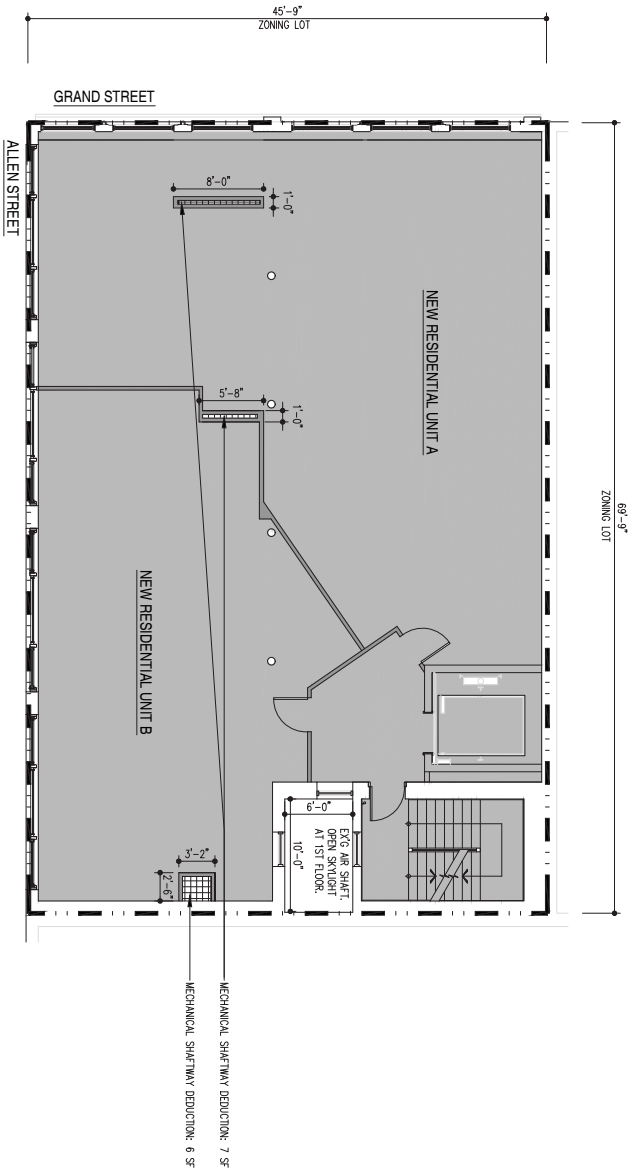 45'-9"
ZONING LOT
GRAND STREET
ALLEN STREET
8'-0"
1'-0"
NEW RESIDENTIAL UNIT A
69'-9"
ZONING LOT
5'-8"
1'-0"
NEW RESIDENTIAL UNIT B
6'-0"
10'-0"
EX'G AIR SHAFT.
OPEN SKYLIGHT
AT 1ST FLOOR.
3'-2"
2'-6"
MECHANICAL SHAFTWAY DEDUCTION: 7 SF
MECHANICAL SHAFTWAY DEDUCTION: 6 SF